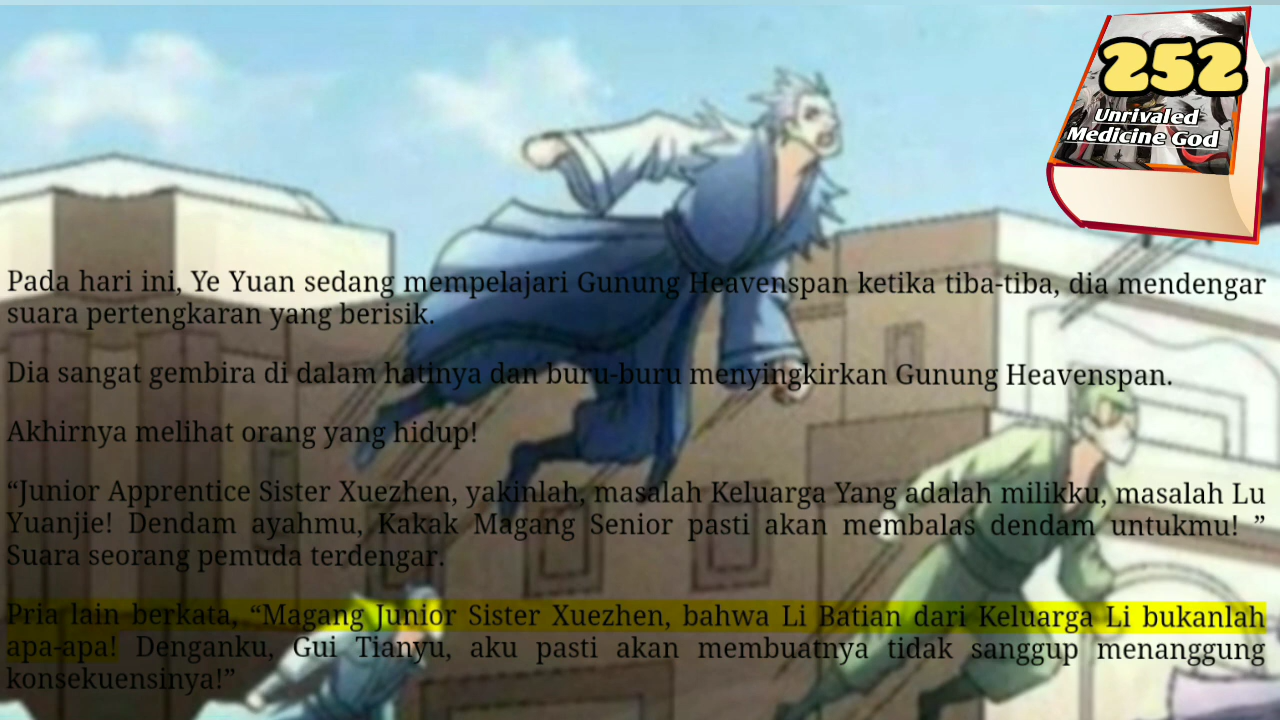 252
Unrivaled
Medicine God
Pada hari ini, Ye Yuan sedang mempelajari Gunung Heavenspan ketika tiba-tiba, dia mendengar
suara pertengkaran yang berisik.
Dia sangat gembira di dalam hatinya dan buru-buru menyingkirkan Gunung Heavenspan.
Akhirnya melihat orang yang hidup!
“Junior Apprentice Sister Xuezhen, yakinlah, masalah Keluarga Yang adalah milikku, masalah Lu
Yuanjie! Dendam ayahmu, Kakak Magang Senior pasti akan membalas dendam untukmu! ”
Suara seorang pemuda terdengar.
Pria lain berkata, “Magang Junior Sister Xuezhen, bahwa Li Batian dari Keluarga Li bukanlah
apa-apa! Denganku, Gui Tianyu, aku pasti akan membuatnya tidak sanggup menanggung
konsekuensinya!”